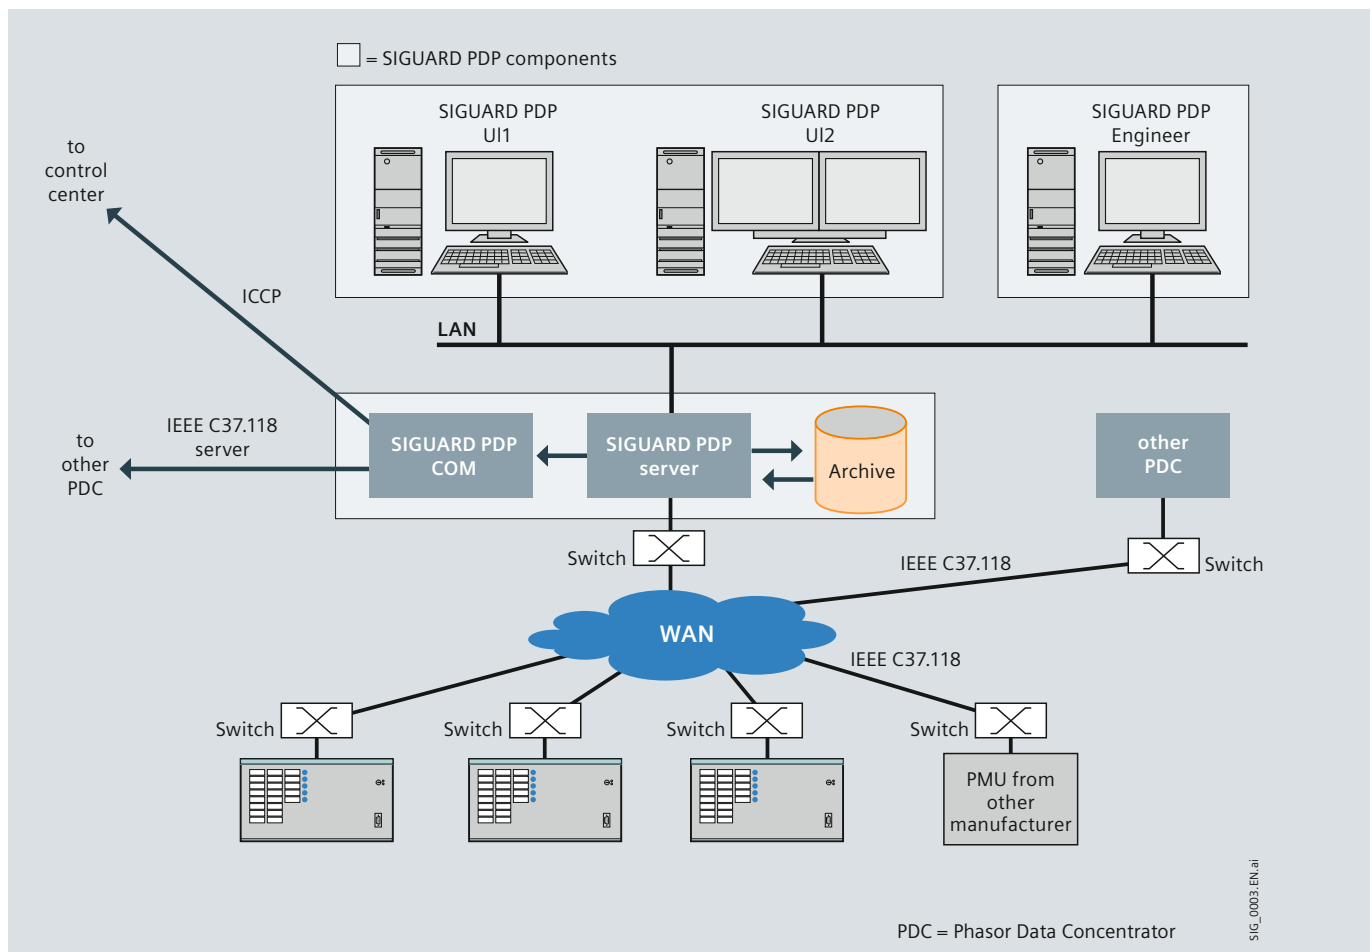 = SIGUARD PDP components
SIGUARD PDP
UI1
SIGUARD PDP
UI2
SIGUARD PDP
Engineer
to
control
center
ICCP
LAN
IEEE C37.118
server
to
other
PDC
SIGUARD PDP
COM
SIGUARD PDP
server
Archive
other
PDC
Switch
IEEE C37.118
Switch
WAN
IEEE C37.118
Switch
Switch
Switch
Switch
PMU from
other
manufacturer
PDC = Phasor Data Concentrator
SIG_0003.EN.ai